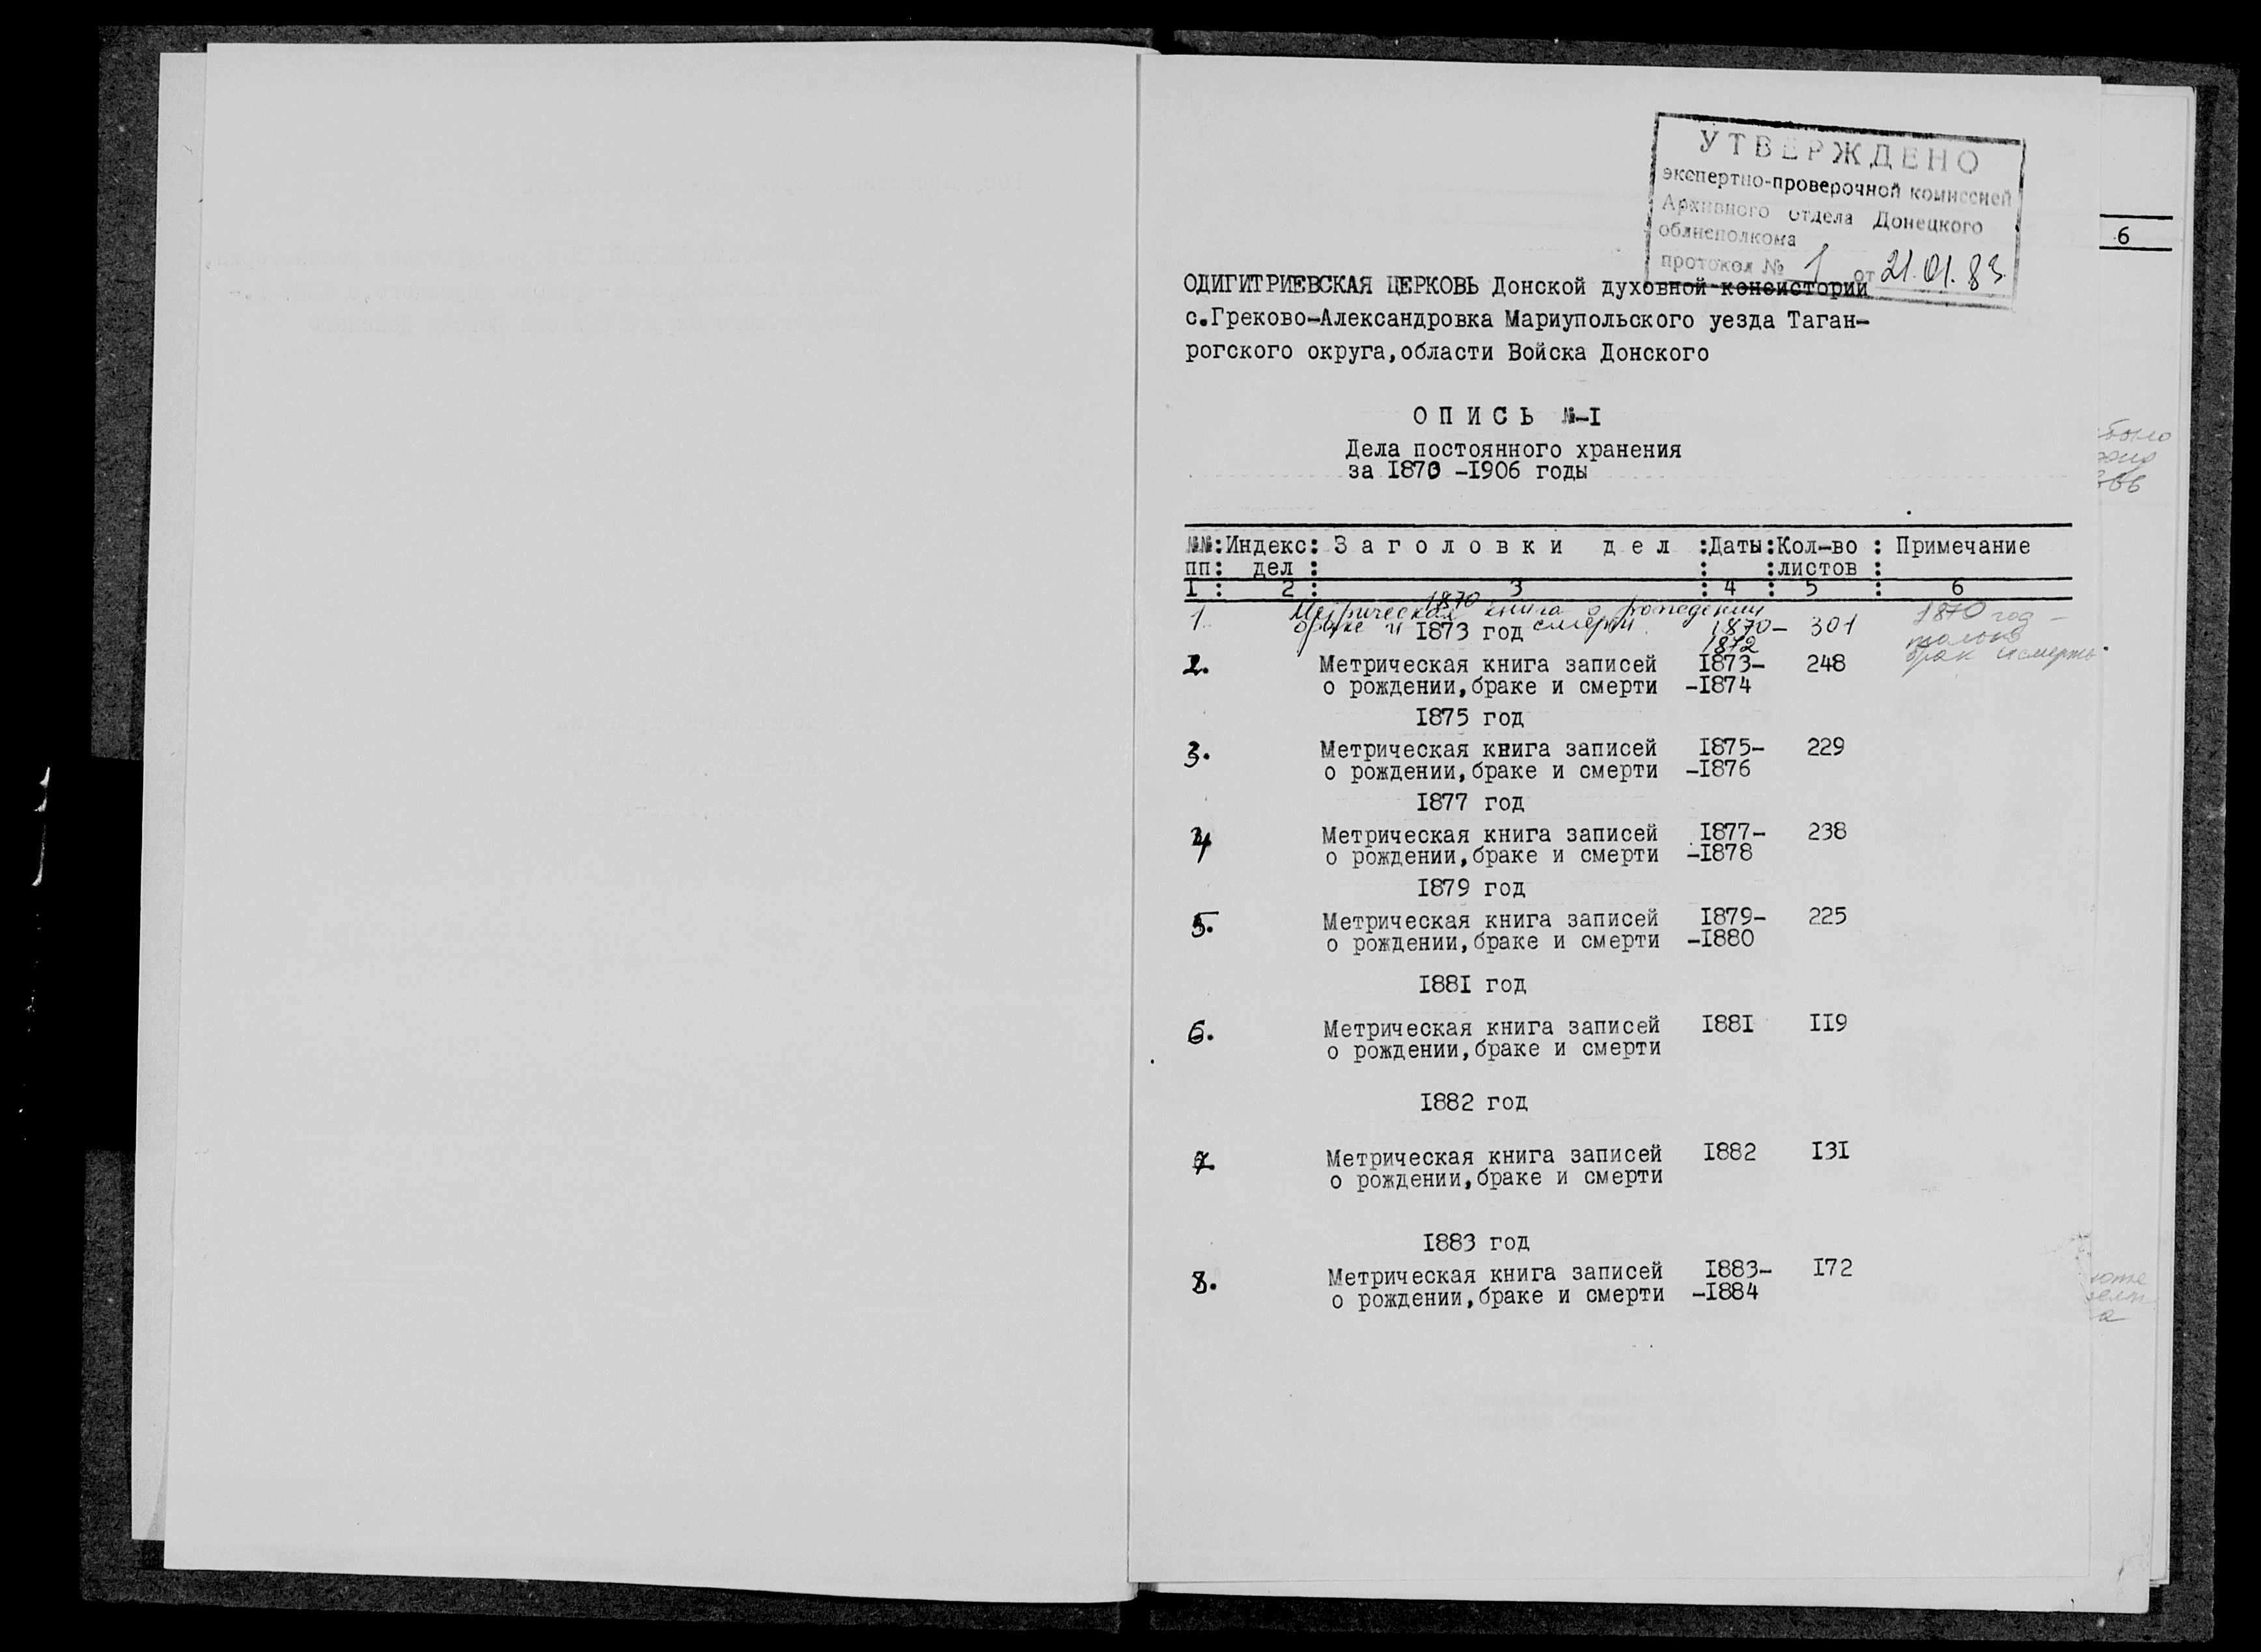 УТВЕРЖДЕНО
экспертно-проверочной комиссией
Архивного отдела Донецкого
облисполкома
протокол № 1 от 21.01.83.
ОДИГИТРИЕВСКАЯ ЦЕРКОВЬ Донской духовной консистории
с.Греково-Александровка Мариупольского уезда Таган-
рогского округа,области Войска Донского
6
ОПИСЬ №-I
Дела постоянного хранения
за I870 -I906 годы
№№:Индекс: Заголовки дел :Даты:Кол-во : Примечание
пп: дел : : :листов :
I : 2 : 3 : 4 : 5 : 6
1870
1. Метрическая книга о рождении 1870- 301 1870 год -
браке и смерти. 1872 только
брак и смерть.
I873 год
2. Метрическая книга записей I873- 248
о рождении,браке и смерти -I874
I875 год
3. Метрическая книга записей I875- 229
о рождении,браке и смерти -I876
I877 год
4 Метрическая книга записей I877- 238
о рождении,браке и смерти -I878
I879 год
5. Метрическая книга записей I879- 225
о рождении,браке и смерти -I880
I88I год
6. Метрическая книга записей I88I II9
о рождении,браке и смерти
I882 год
7. Метрическая книга записей I882 I3I
о рождении,браке и смерти
I883 год
8. Метрическая книга записей I883- I72
о рождении,браке и смерти -I884